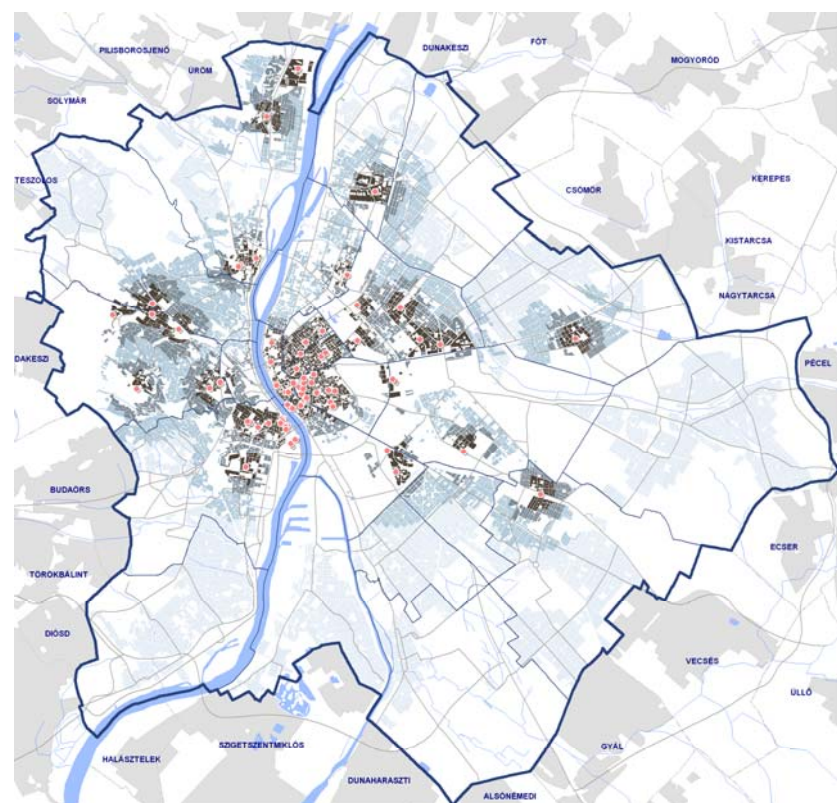 PILISBOROSJENŐ
DUNAKESZI
FÓT
MOGYORÓD
ÜRÖM
SOLYMÁR
TESZÖLÖS
CSÖMÖR
KEREPES
KISTARCSA
NAGYTARCSA
DAKESZI
PÉCEL
BUDAÖRS
ECSER
TÖRÖKBÁLINT
DIÓSD
VECSÉS
ÜLLŐ
HALÁSZTELEK
SZIGETSZENTMIKLÓS
GYÁL
DUNAHARASZTI
ALSÓNÉMEDI